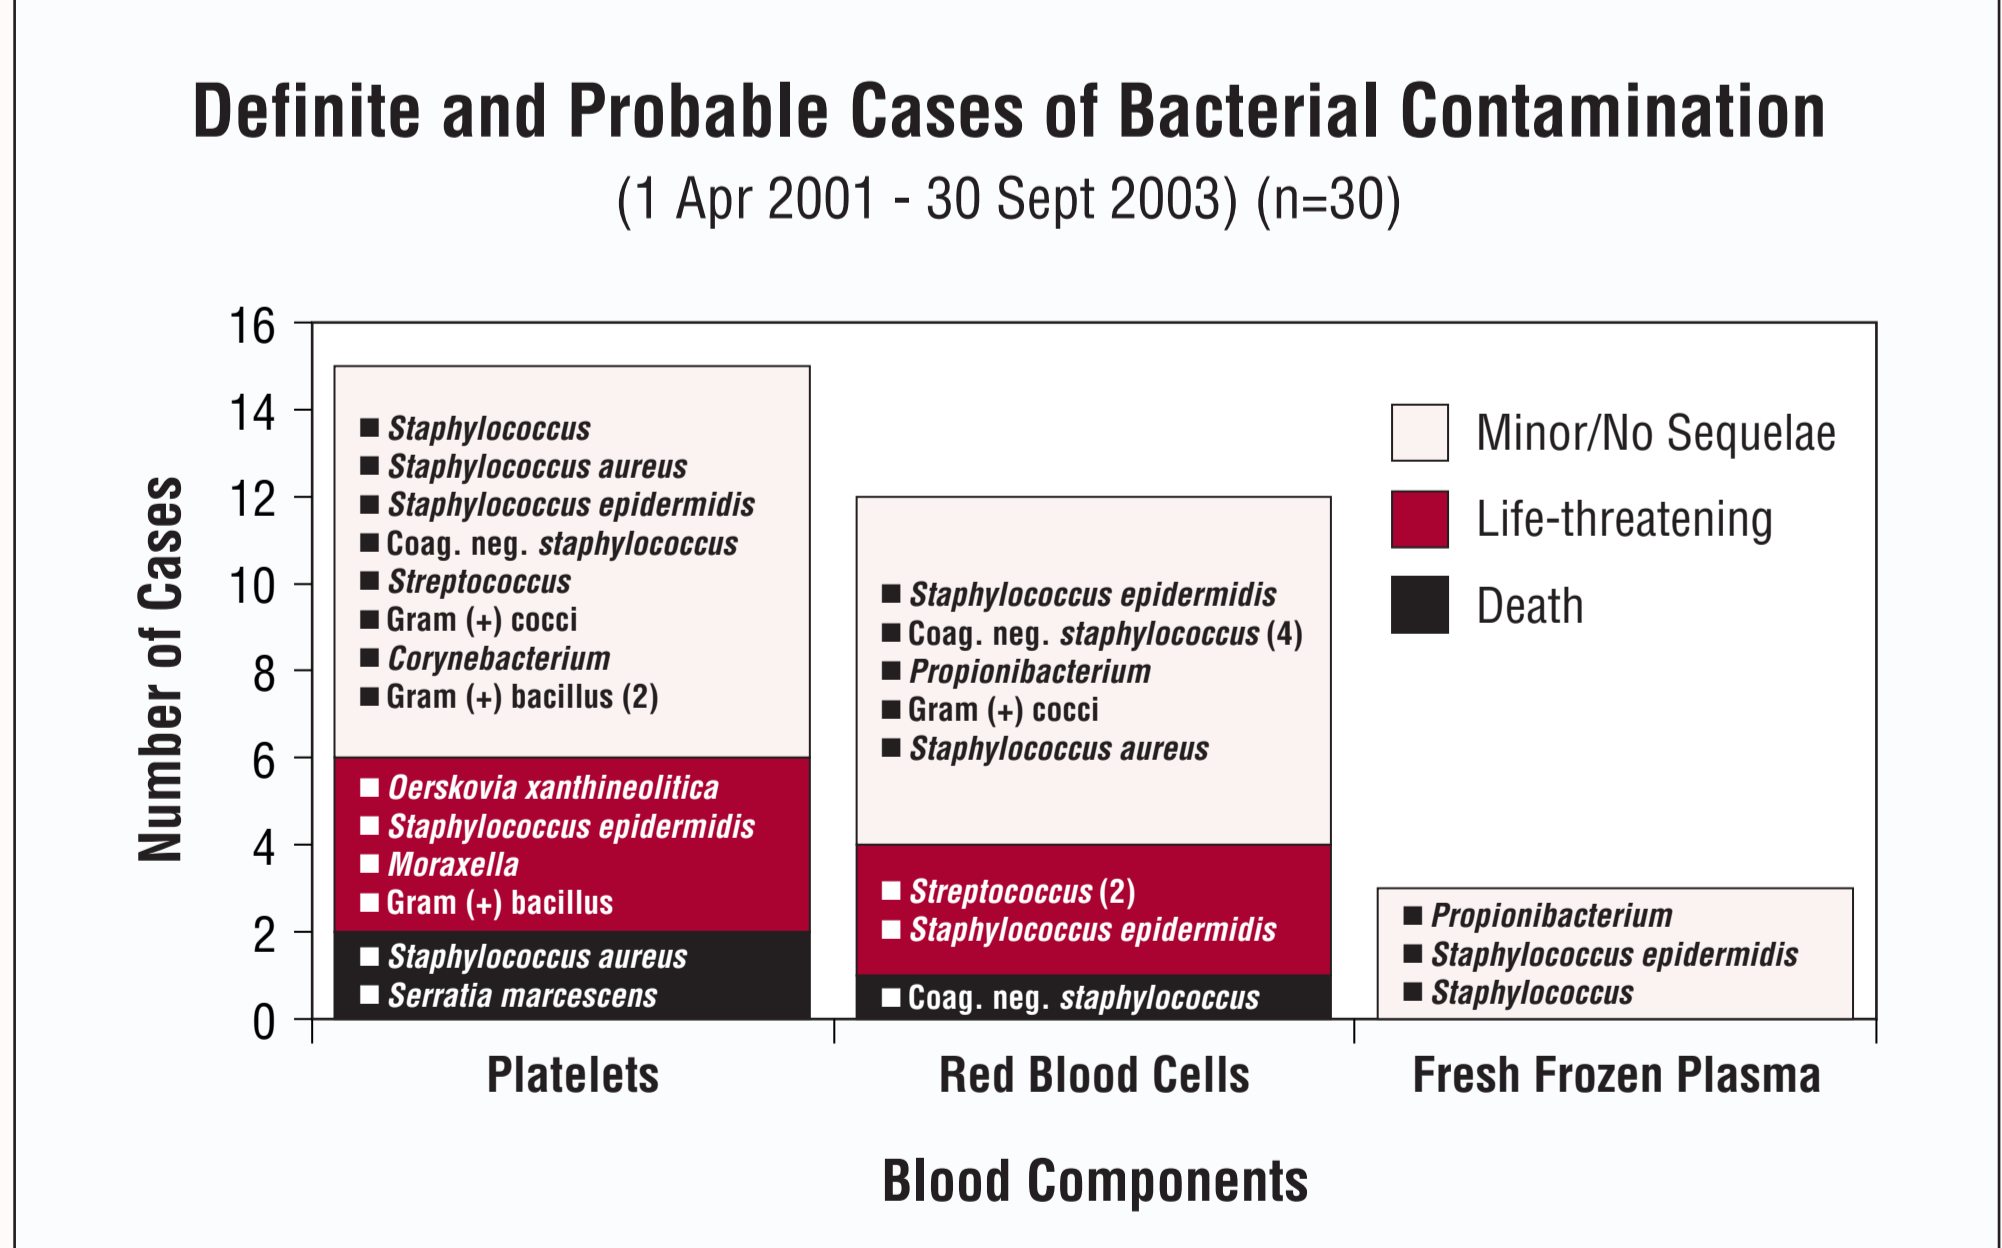 Definite and Probable Cases of Bacterial Contamination
(1 Apr 2001 - 30 Sept 2003) (n=30)
Number of Cases
16
14
12
10
8
6
4
2
0
Staphylococcus
Staphylococcus aureus
Staphylococcus epidermidis
Coag. neg. staphylococcus
Streptococcus
Gram (+) cocci
Corynebacterium
Gram (+) bacillus (2)
Oerskovia xanthineolitica
Staphylococcus epidermidis
Moraxella
Gram (+) bacillus
Staphylococcus aureus
Serratia marcescens
Staphylococcus epidermidis
Coag. neg. staphylococcus (4)
Propionibacterium
Gram (+) cocci
Staphylococcus aureus
Streptococcus (2)
Staphylococcus epidermidis
Coag. neg. staphylococcus
Minor/No Sequelae
Life-threatening
Death
Propionibacterium
Staphylococcus epidermidis
Staphylococcus
Platelets
Red Blood Cells
Fresh Frozen Plasma
Blood Components